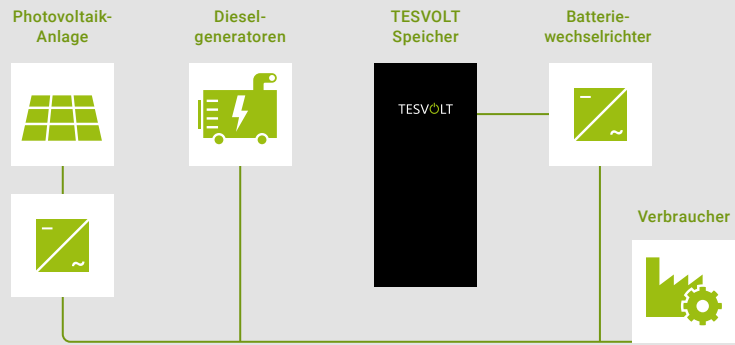 Photovoltaik-
Anlage
Diesel-
generatoren
TESVOLT
Speicher
Batterie-
wechselrichter
TESVOLT
Verbraucher